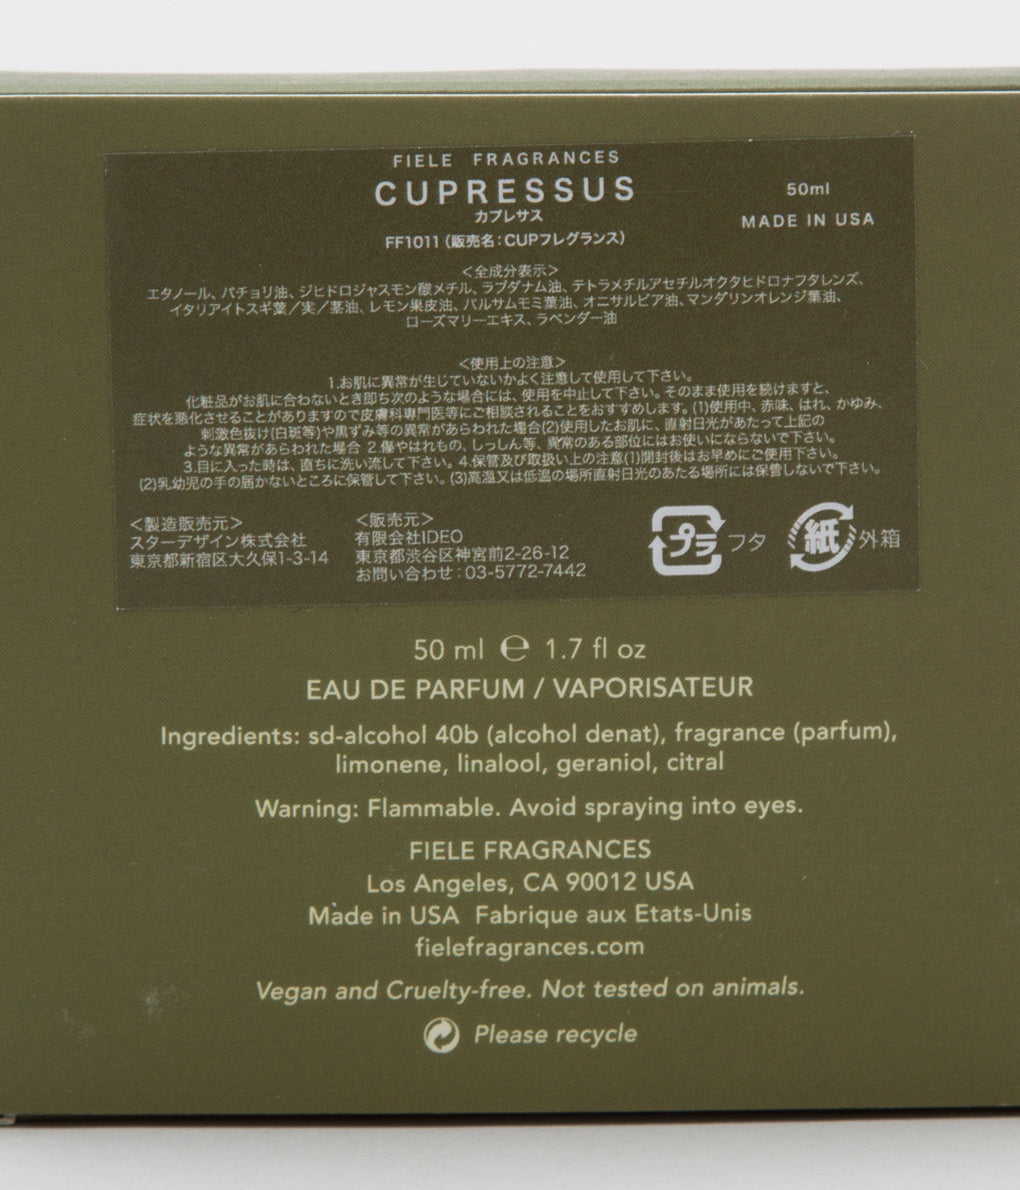 FIELE FRAGRANCES
CUPRESSUS
カプレサス
FF1011（販売名：CUPフレグランス）
50ml
MADE IN USA
＜全成分表示＞
エタノール、パチョリ油、ジヒドロジャスモン酸メチル、ラブダナム油、テトラメチルアセチルオクタヒドロナフタレンズ、
イタリアイトスギ葉／実／茎油、レモン果皮油、バルサムモミ葉油、オニサルビア油、マンダリンオレンジ葉油、
ローズマリーエキス、ラベンダー油
＜使用上の注意＞
1.お肌に異常が生じていないかよく注意して使用して下さい。
化粧品がお肌に合わないとき即ち次のような場合には、使用を中止して下さい。そのまま使用を続けますと、
症状を悪化させることがありますので皮膚科専門医等にご相談されることをおすすめします。(1)使用中、赤味、はれ、かゆみ、
刺激色抜け(白斑等)や黒ずみ等の異常があらわれた場合(2)使用したお肌に、直射日光があたって上記の
ような異常があらわれた場合 2.傷やはれもの、しっしん等、異常のある部位にはお使いにならないで下さい。
3.目に入った時は、直ちに洗い流して下さい。4.保管及び取扱い上の注意(1)開封後はお早めにご使用下さい。
(2)乳幼児の手の届かないところに保管して下さい。(3)高温又は低温の場所直射日光のあたる場所には保管しないで下さい。
＜製造販売元＞
スターデザイン株式会社
東京都新宿区大久保1-3-14
＜販売元＞
有限会社IDEO
東京都渋谷区神宮前2-26-12
お問い合わせ：03-5772-7442
プラ フタ
紙 外箱
50 ml ℮ 1.7 fl oz
EAU DE PARFUM / VAPORISATEUR
Ingredients: sd-alcohol 40b (alcohol denat), fragrance (parfum),
limonene, linalool, geraniol, citral
Warning: Flammable. Avoid spraying into eyes.
FIELE FRAGRANCES
Los Angeles, CA 90012 USA
Made in USA Fabrique aux Etats-Unis
fielefragrances.com
Vegan and Cruelty-free. Not tested on animals.
Please recycle